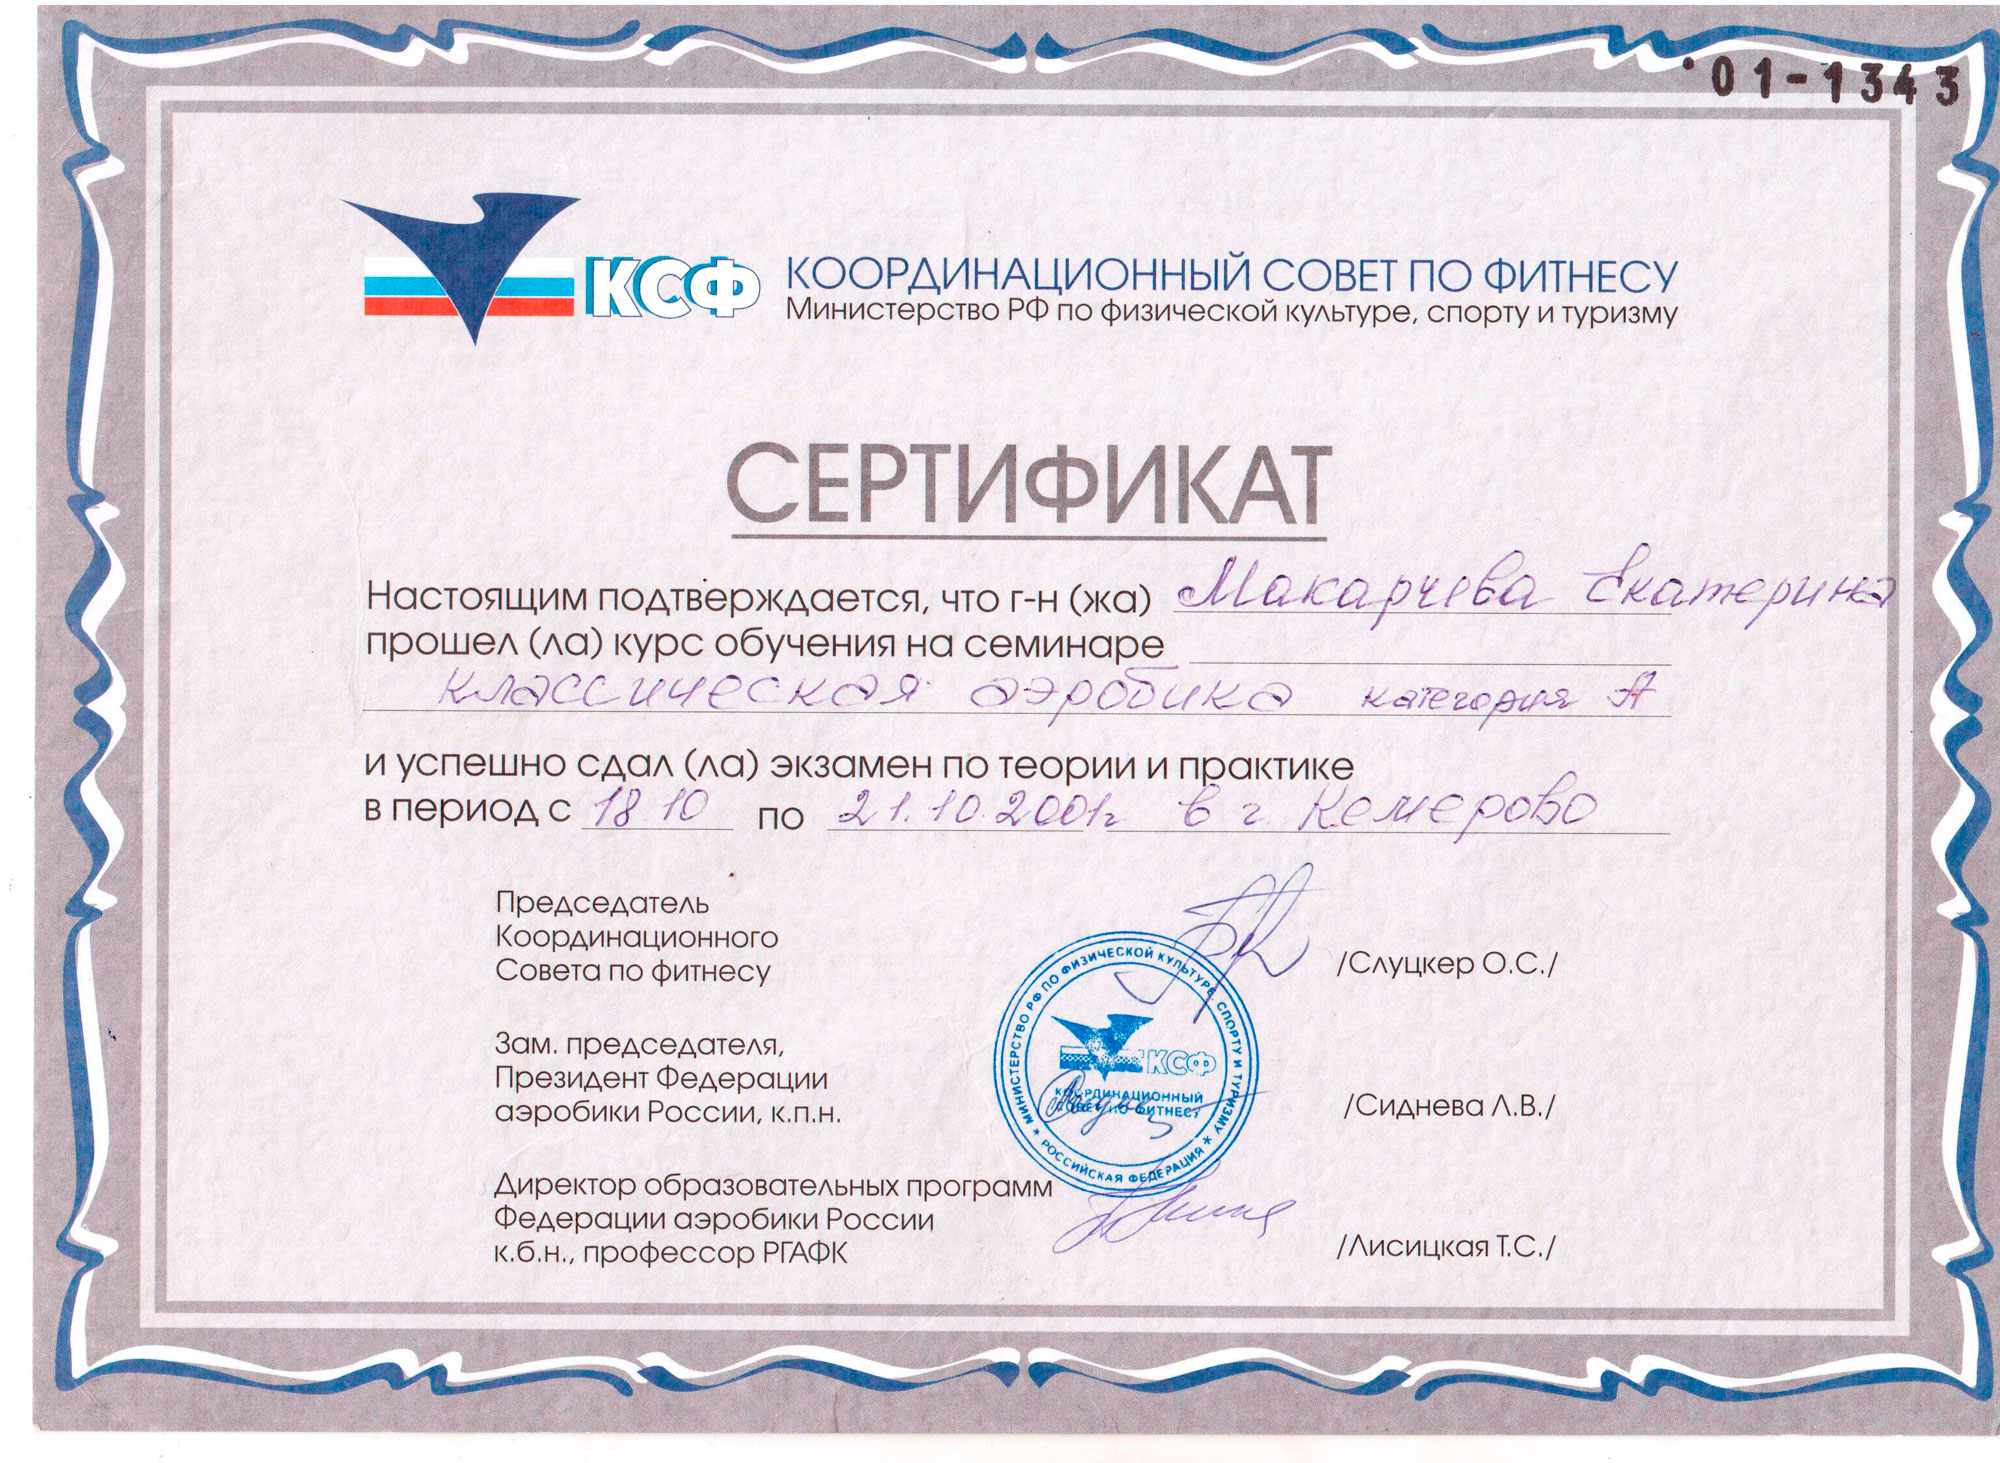 01-1343
КСФ
КООРДИНАЦИОННЫЙ СОВЕТ ПО ФИТНЕСУ
Министерство РФ по физической культуре, спорту и туризму
СЕРТИФИКАТ
Настоящим подтверждается, что г-н (жа) Макарчева Екатерина
прошел (ла) курс обучения на семинаре
классическая аэробика категория А
и успешно сдал (ла) экзамен по теории и практике
в период с 18.10 по 21.10.2001г в г. Кемерово
Председатель
Координационного
Совета по фитнесу
/Слуцкер О.С./
Зам. председателя,
Президент Федерации
аэробики России, к.п.н.
/Сиднева Л.В./
Директор образовательных программ
Федерации аэробики России
к.б.н., профессор РГАФК
/Лисицкая Т.С./
МИНИСТЕРСТВО РФ ПО ФИЗИЧЕСКОЙ КУЛЬТУРЕ, СПОРТУ И ТУРИЗМУ
РОССИЙСКАЯ ФЕДЕРАЦИЯ
КСФ
КООРДИНАЦИОННЫЙ
СОВЕТ ПО ФИТНЕСУ